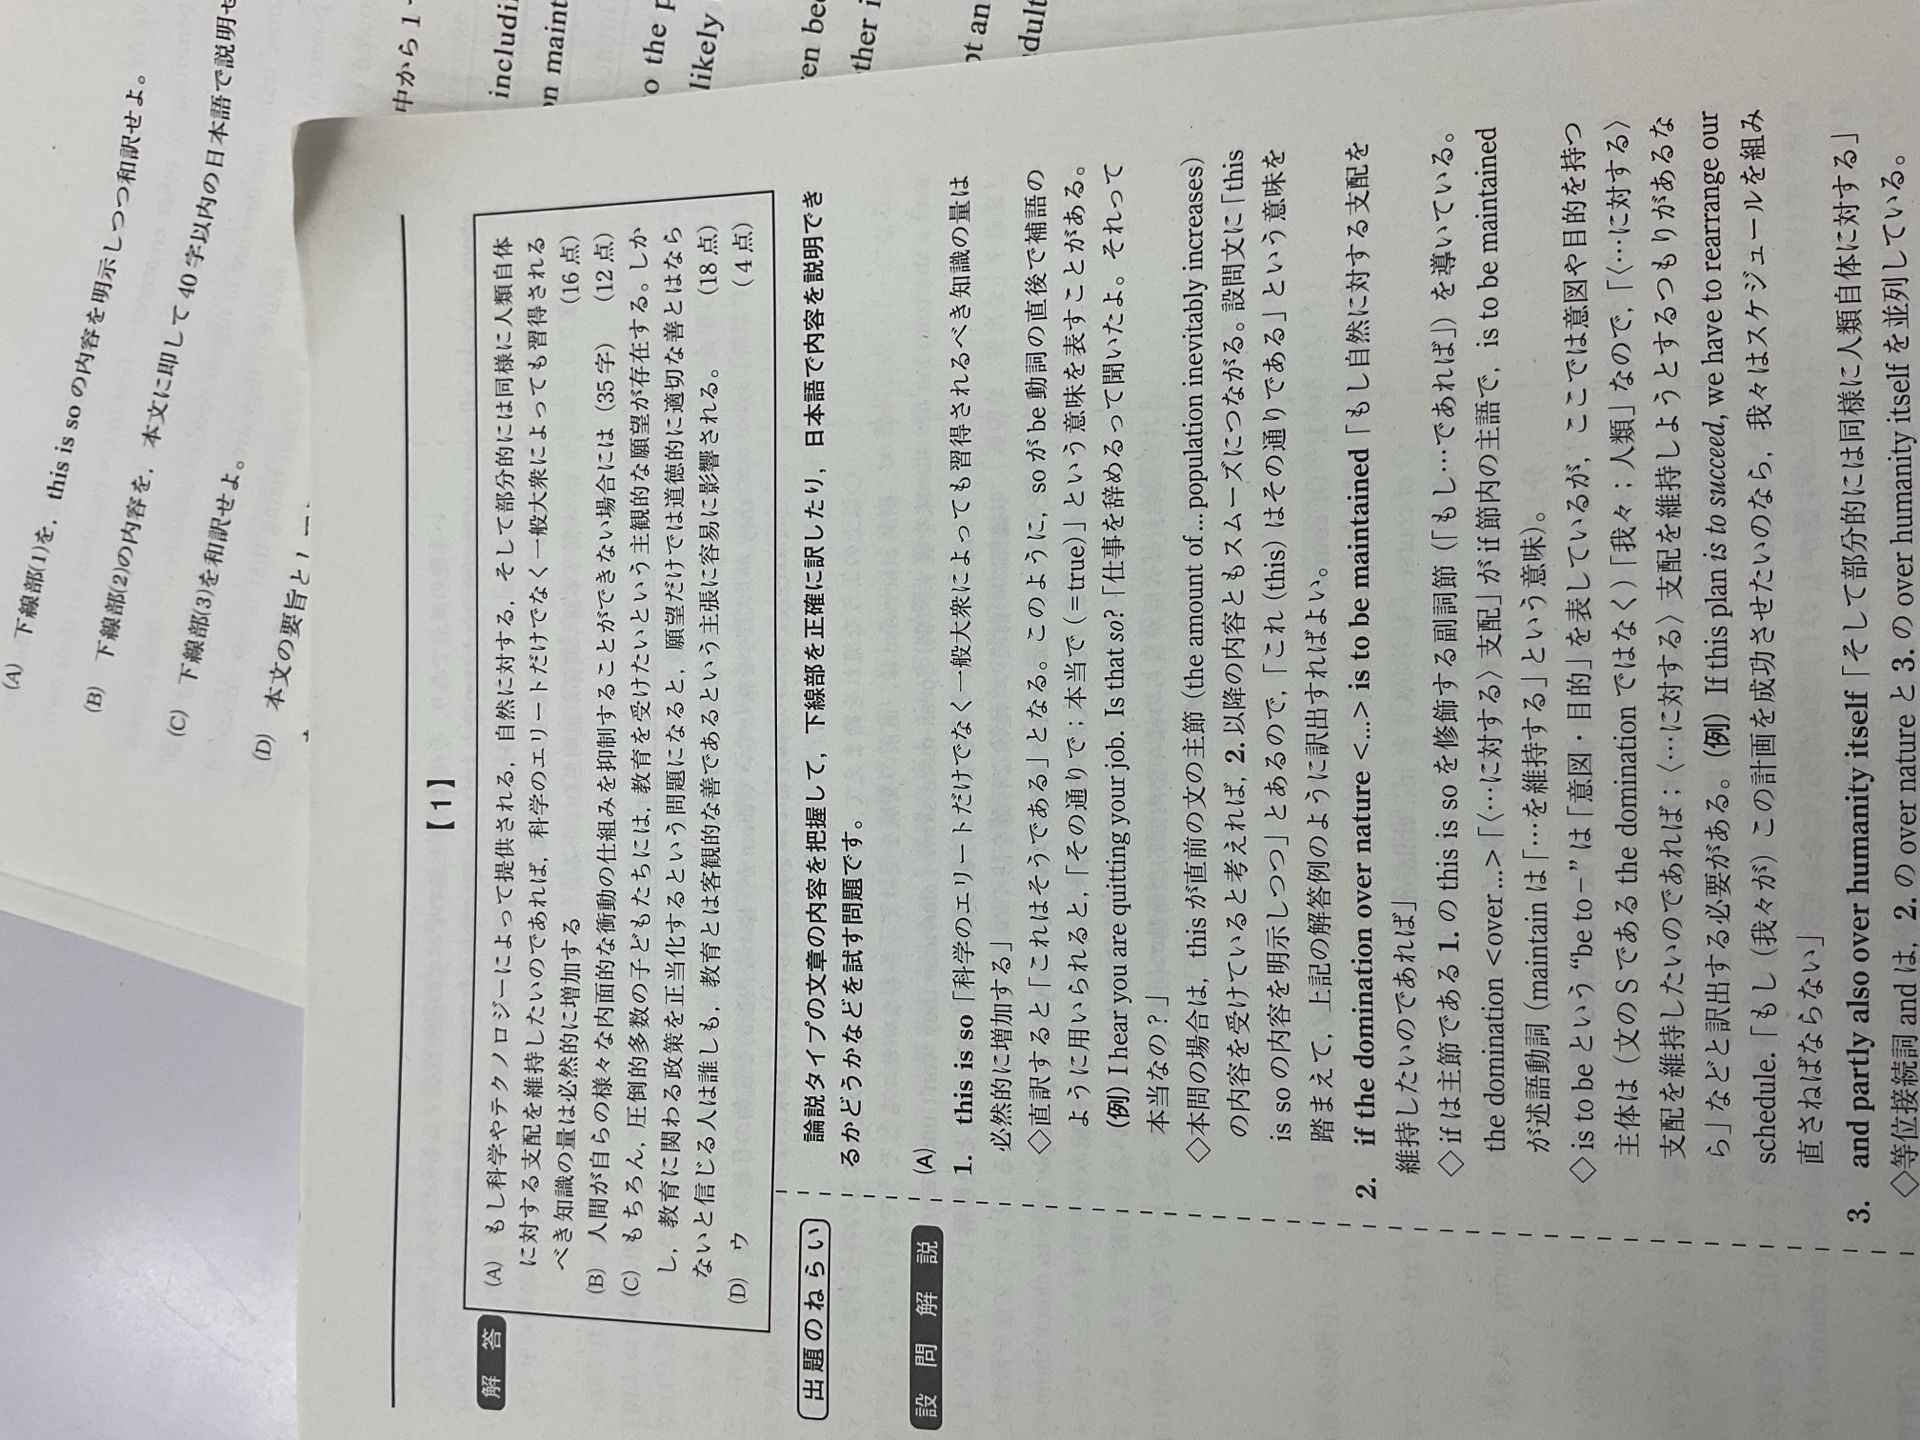 (A) 下線部(1)を，this is so の内容を明示しつつ和訳せよ。
(B) 下線部(2)の内容を，本文に即して 40 字以内の日本語で説明せ
(C) 下線部(3)を和訳せよ。
(D) 本文の要旨と
中から 1
includi
on maint
o the p
likely
en bec
ther i
ot an
dult
【1】
解答
(A) もし科学やテクノロジーによって提供される，自然に対する，そして部分的には同様に人類自体
に対する支配を維持したいのであれば，科学のエリートだけでなく一般大衆によっても習得される
べき知識の量は必然的に増加する (16 点)
(B) 人間が自らの様々な内面的な衝動の仕組みを抑制することができない場合には（35 字） (12 点)
(C) もちろん，圧倒的多数の子どもたちには，教育を受けたいという主観的な願望が存在する。しか
し，教育に関わる政策を正当化するという問題になると，願望だけでは道徳的に適切な善とはなら
ないと信じる人は誰しも，教育とは客観的な善であるという主張に容易に影響される。 (18 点)
(D) ウ (4 点)
出題のねらい
論説タイプの文章の内容を把握して，下線部を正確に訳したり，日本語で内容を説明でき
るかどうかなどを試す問題です。
設問解説
(A)
1. this is so「科学のエリートだけでなく一般大衆によっても習得されるべき知識の量は
必然的に増加する」
◇直訳すると「これはそうである」となる。このように，so が be 動詞の直後で補語の
ように用いられると，「その通りで；本当で（＝true）」という意味を表すことがある。
(例) I hear you are quitting your job. Is that so?「仕事を辞めるって聞いたよ。それって
本当なの？」
◇本問の場合は，this が直前の文の主節 (the amount of ... population inevitably increases)
の内容を受けていると考えれば，2. 以降の内容ともスムーズにつながる。設問文に「this
is so の内容を明示しつつ」とあるので，「これ (this) はその通りである」という意味を
踏まえて，上記の解答例のように訳出すればよい。
2. if the domination over nature <...> is to be maintained「もし自然に対する支配を
維持したいのであれば」
◇ if は主節である 1. の this is so を修飾する副詞節（「もし…であれば」）を導いている。
the domination <over ...>「〈…に対する〉支配」が if 節内の主語で，is to be maintained
が述語動詞（maintain は「…を維持する」という意味）。
◇ is to be という “be to –” は「意図・目的」を表しているが，ここでは意図や目的を持つ
主体は（文の S である the domination ではなく）「我々；人類」なので，「〈…に対する〉
支配を維持したいのであれば；〈…に対する〉支配を維持しようとするつもりがあるな
ら」などと訳出する必要がある。(例) If this plan is to succeed, we have to rearrange our
schedule.「もし（我々が）この計画を成功させたいのなら，我々はスケジュールを組み
直さねばならない」
3. and partly also over humanity itself「そして部分的には同様に人類自体に対する」
◇等位接続詞 and は，2. の over nature と 3. の over humanity itself を並列している。